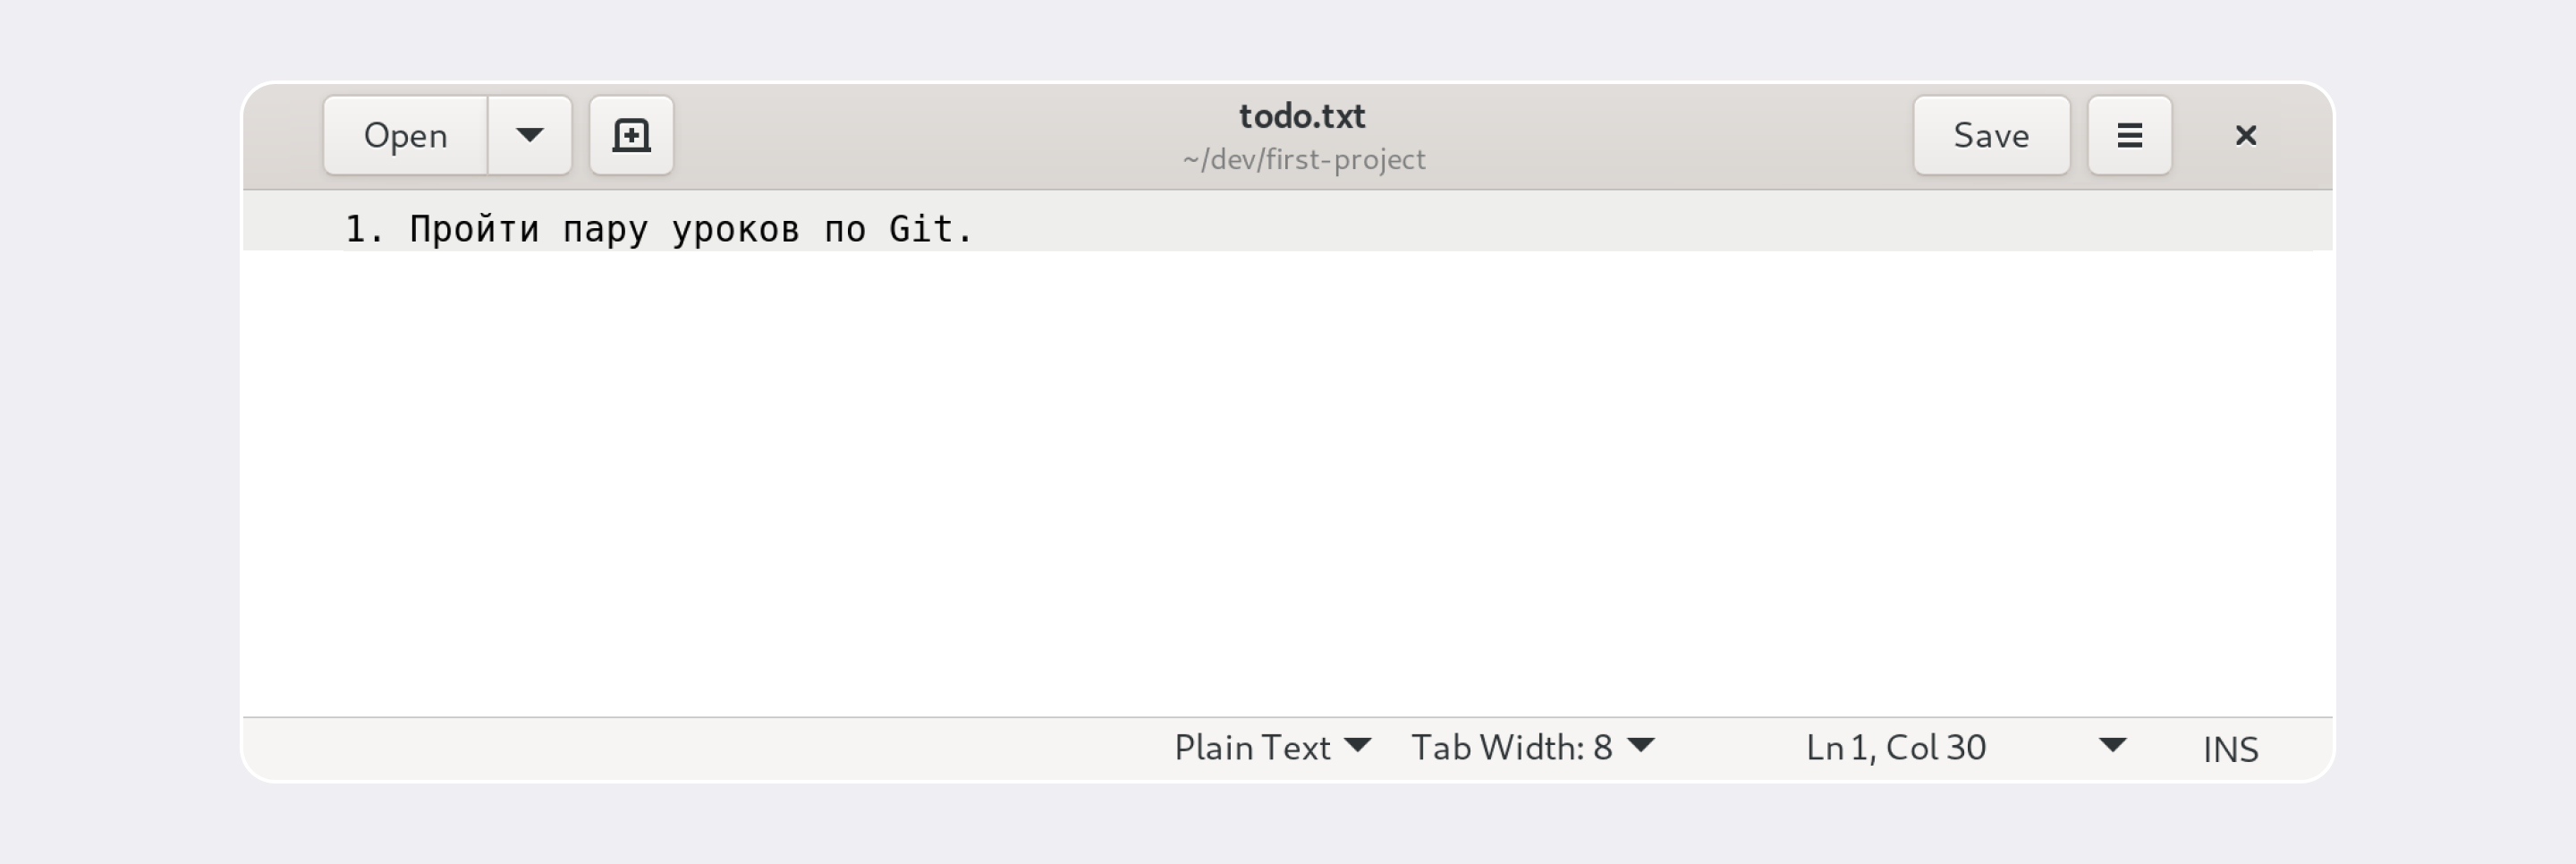 Open
todo.txt
~/dev/first-project
Save
1. Пройти пару уроков по Git.
Plain Text Tab Width: 8 Ln 1, Col 30 INS